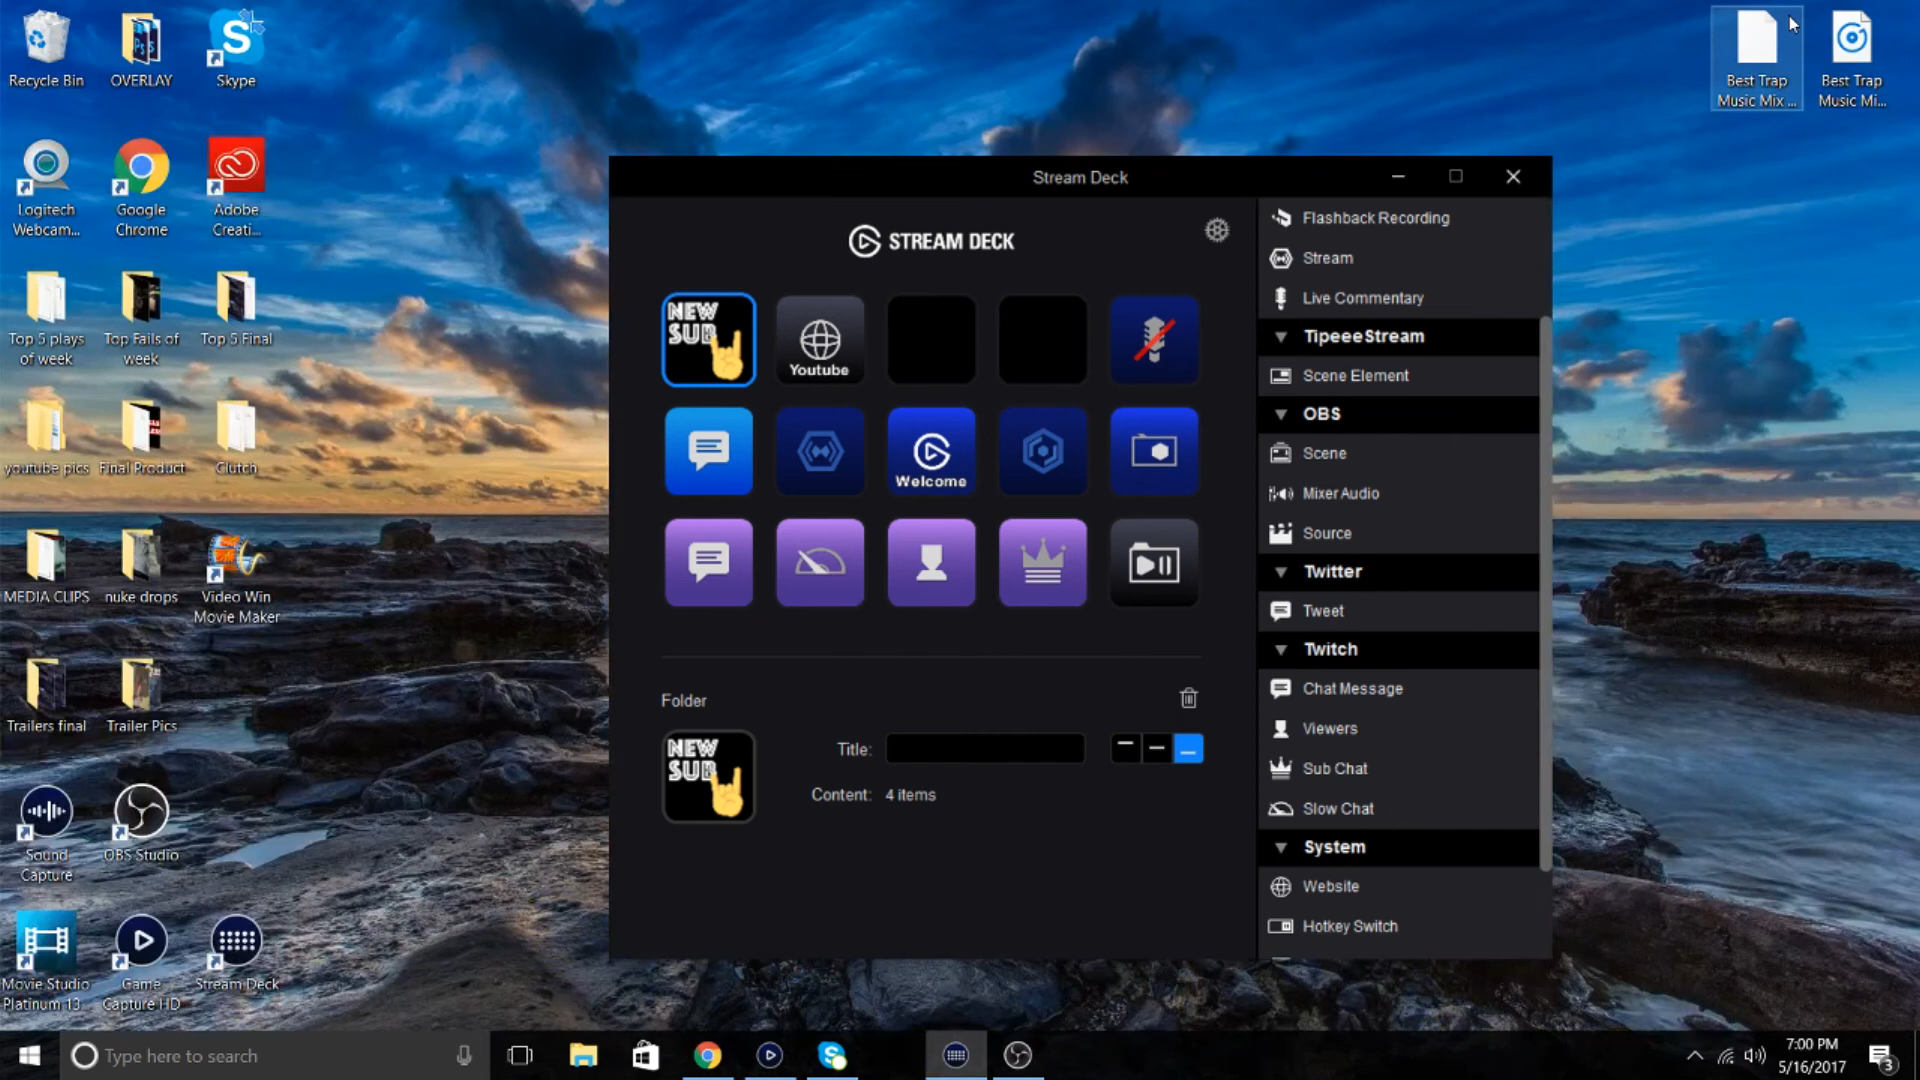 Recycle Bin
OVERLAY
Skype
Logitech
Webcam...
Google
Chrome
Adobe
Creati...
Top 5 plays
of week
Top Fails of
week
Top 5 Final
youtube pics
Final Product
Clutch
MEDIA CLIPS
nuke drops
Video Win
Movie Maker
Trailers final
Trailer Pics
Sound
Capture
OBS Studio
Movie Studio
Platinum 13...
Game
Capture HD
Stream Deck
Best Trap
Music Mix ...
Best Trap
Music Mi...
Stream Deck
STREAM DECK
NEW
SUB
Youtube
Welcome
Folder
NEW
SUB
Title:
Content: 4 items
Flashback Recording
Stream
Live Commentary
TipeeeStream
Scene Element
OBS
Scene
Mixer Audio
Source
Twitter
Tweet
Twitch
Chat Message
Viewers
Sub Chat
Slow Chat
System
Website
Hotkey Switch
Type here to search
7:00 PM
5/16/2017
3